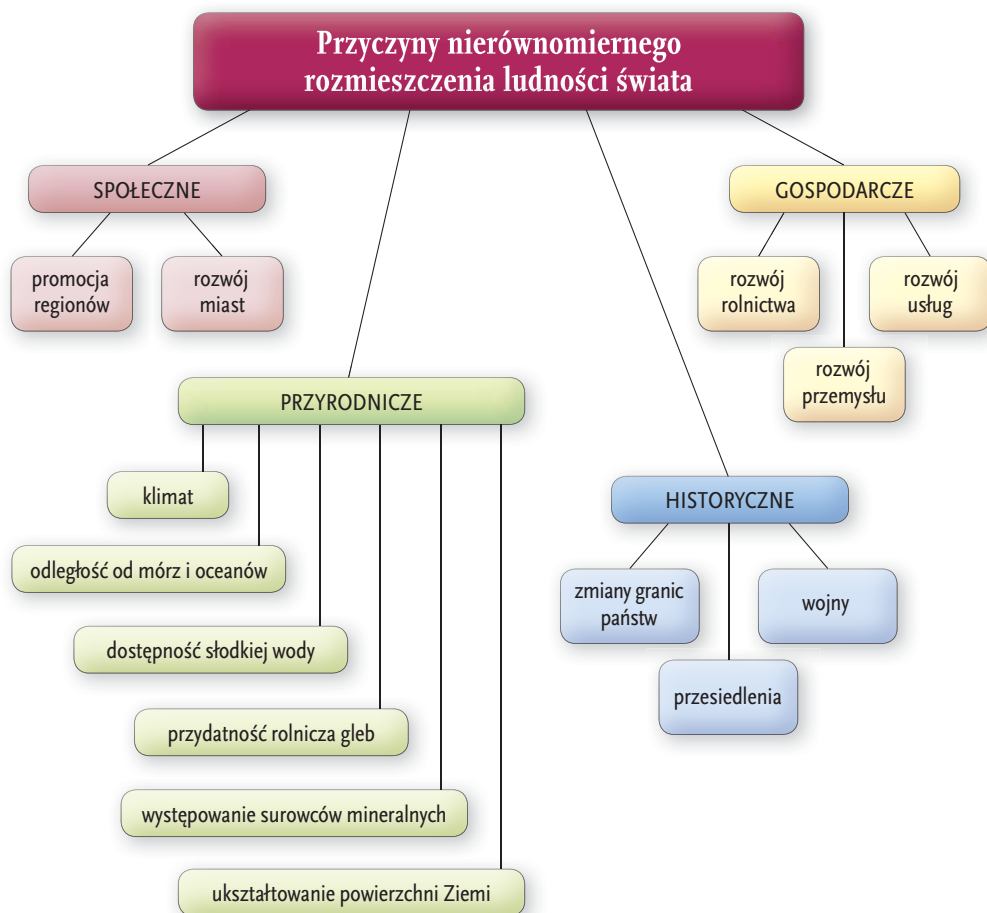 Przyczyny nierównomiernego
rozmieszczenia ludności świata
SPOŁECZNE
promocja
regionów
rozwój
miast
GOSPODARCZE
rozwój
rolnictwa
rozwój
usług
rozwój
przemysłu
PRZYRODNICZE
klimat
odległość od mórz i oceanów
dostępność słodkiej wody
przydatność rolnicza gleb
występowanie surowców mineralnych
ukształtowanie powierzchni Ziemi
HISTORYCZNE
zmiany granic
państw
wojny
przesiedlenia